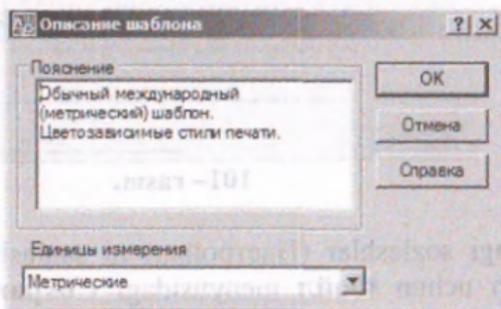 Описание шаблона
Пояснение
Обычный международный
(метрический) шаблон.
Цветозависимые стили печати.
OK
Отмена
Справка
101-rasm.
Единицы измерения
Метрические